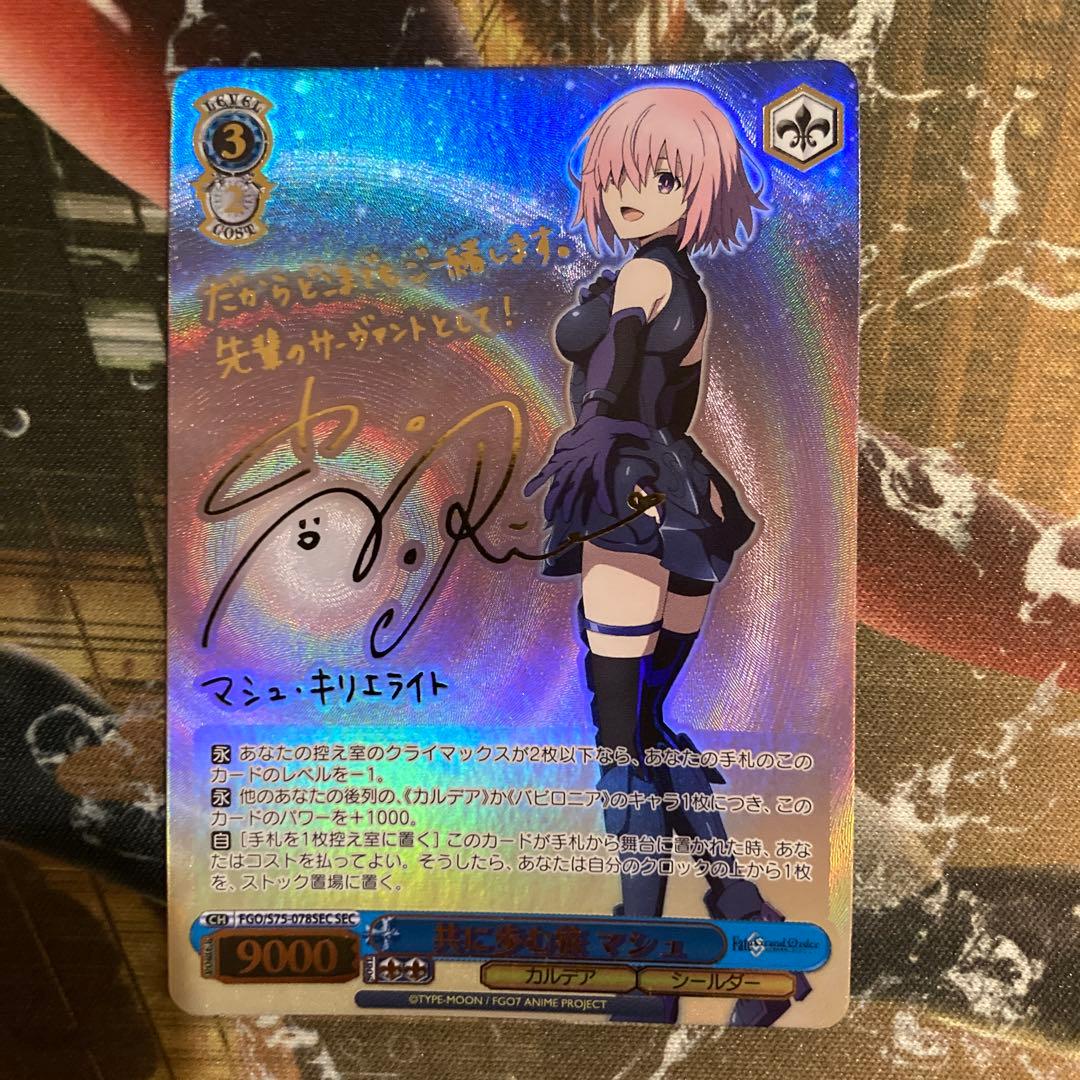 LEVEL
3
2
COST
だからどこまでもご一緒します。
先輩のサーヴァントとして！
マシュ・キリエライト
永 あなたの控え室のクライマックスが2枚以下なら、あなたの手札のこの
カードのレベルを－1。
永 他のあなたの後列の、《カルデア》か《バビロニア》のキャラ1枚につき、この
カードのパワーを＋1000。
自 ［手札を1枚控え室に置く］ このカードが手札から舞台に置かれた時、あな
たはコストを払ってよい。そうしたら、あなたは自分のクロックの上から1枚
を、ストック置場に置く。
CH FGO/S75-078SEC SEC
POWER 9000
共に歩む旅 マシュ
Fate/Grand Order
カルデア
シールダー
©TYPE-MOON / FGO7 ANIME PROJECT